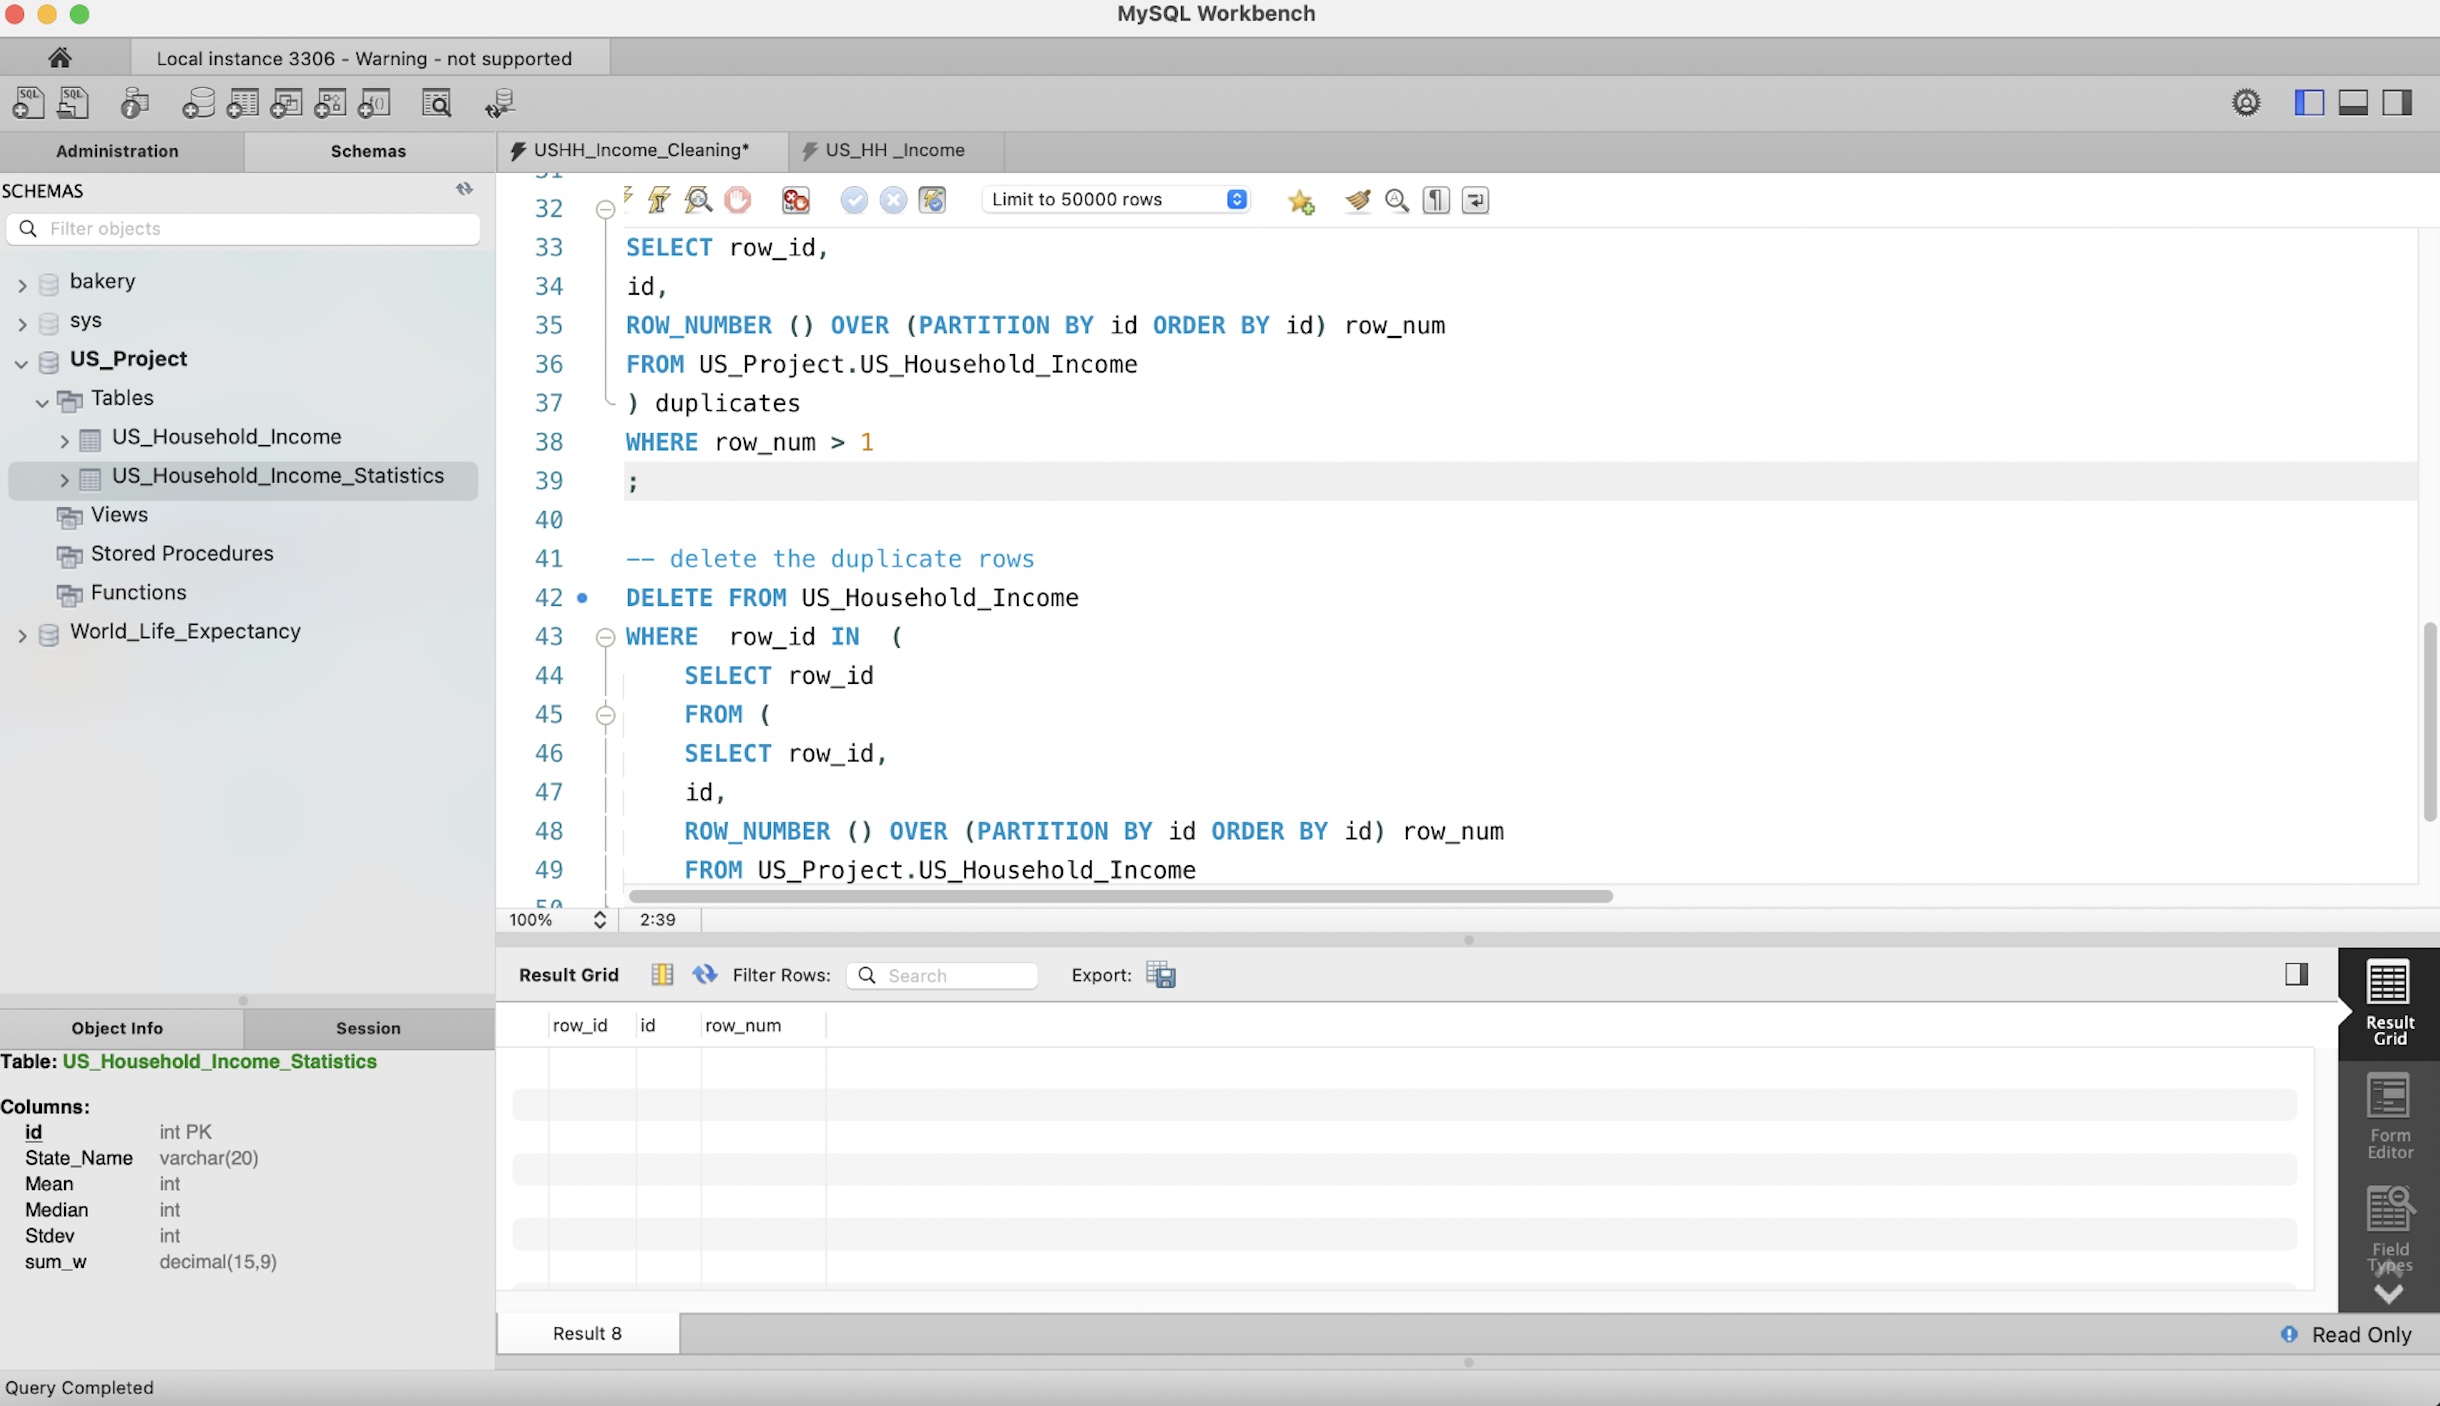 MySQL Workbench
Local instance 3306 - Warning - not supported
Administration
Schemas
USHH_Income_Cleaning*
US_HH _Income
SCHEMAS
Filter objects
bakery
sys
US_Project
Tables
US_Household_Income
US_Household_Income_Statistics
Views
Stored Procedures
Functions
World_Life_Expectancy
Object Info
Session
Table: US_Household_Income_Statistics
Columns:
id int PK
State_Name varchar(20)
Mean int
Median int
Stdev int
sum_w decimal(15,9)
Limit to 50000 rows
31
32
33 SELECT row_id,
34 id,
35 ROW_NUMBER () OVER (PARTITION BY id ORDER BY id) row_num
36 FROM US_Project.US_Household_Income
37 ) duplicates
38 WHERE row_num > 1
39 ;
40
41 -- delete the duplicate rows
42 DELETE FROM US_Household_Income
43 WHERE  row_id IN  (
44 SELECT row_id
45 FROM (
46 SELECT row_id,
47 id,
48 ROW_NUMBER () OVER (PARTITION BY id ORDER BY id) row_num
49 FROM US_Project.US_Household_Income
50
100% 2:39
Result Grid Filter Rows: Search Export:
row_id id row_num
Result
Grid
Form
Editor
Field
Types
Result 8
Read Only
Query Completed